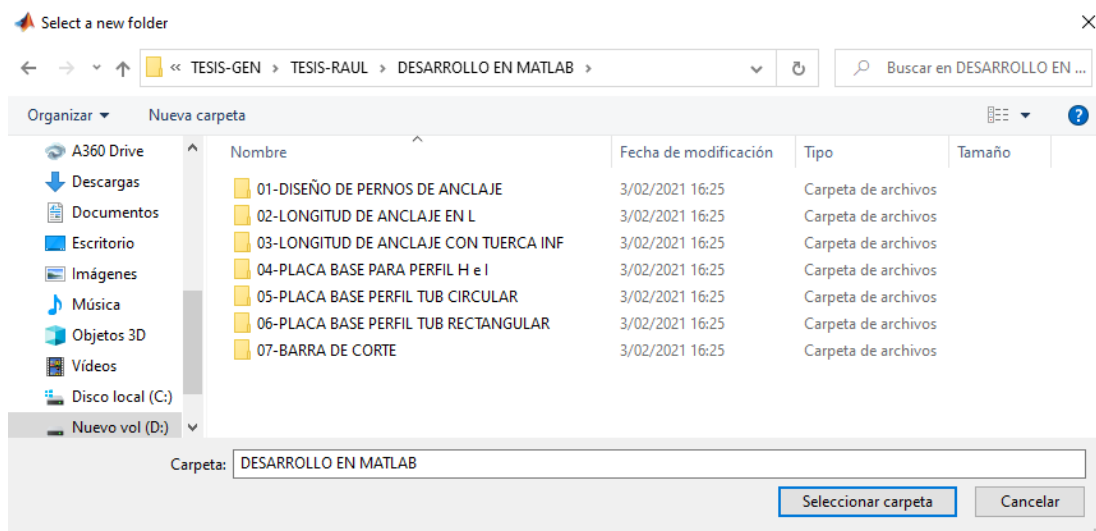 Select a new folder
« TESIS-GEN > TESIS-RAUL > DESARROLLO EN MATLAB >
Buscar en DESARROLLO EN ...
Organizar
Nueva carpeta
A360 Drive
Descargas
Documentos
Escritorio
Imágenes
Música
Objetos 3D
Vídeos
Disco local (C:)
Nuevo vol (D:)
Nombre Fecha de modificación Tipo Tamaño
01-DISEÑO DE PERNOS DE ANCLAJE 3/02/2021 16:25 Carpeta de archivos
02-LONGITUD DE ANCLAJE EN L 3/02/2021 16:25 Carpeta de archivos
03-LONGITUD DE ANCLAJE CON TUERCA INF 3/02/2021 16:25 Carpeta de archivos
04-PLACA BASE PARA PERFIL H e I 3/02/2021 16:25 Carpeta de archivos
05-PLACA BASE PERFIL TUB CIRCULAR 3/02/2021 16:25 Carpeta de archivos
06-PLACA BASE PERFIL TUB RECTANGULAR 3/02/2021 16:25 Carpeta de archivos
07-BARRA DE CORTE 3/02/2021 16:25 Carpeta de archivos
Carpeta: DESARROLLO EN MATLAB
Seleccionar carpeta
Cancelar